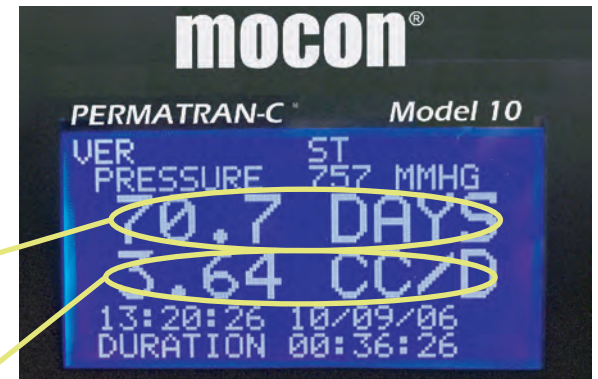 mocon®
PERMATRAN-C Model 10
VER ST
PRESSURE 757 MMHG
70.7 DAYS
3.64 CC/D
13:20:26 10/09/06
DURATION 00:36:26